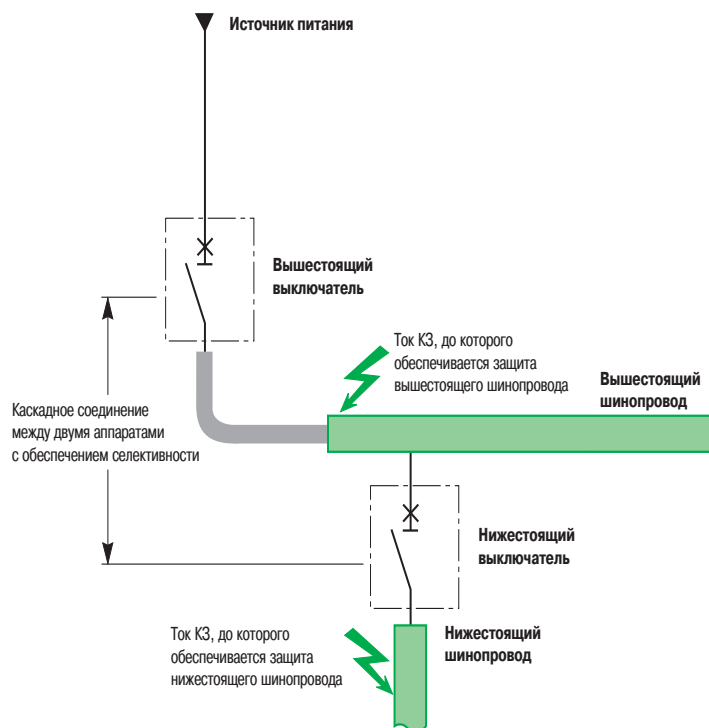 Источник питания
Вышестоящий
выключатель
Ток КЗ, до которого
обеспечивается защита
вышестоящего шинопровода
Вышестоящий
шинопровод
Каскадное соединение
между двумя аппаратами
с обеспечением селективности
Нижестоящий
выключатель
Ток КЗ, до которого
обеспечивается защита
нижестоящего шинопровода
Нижестоящий
шинопровод